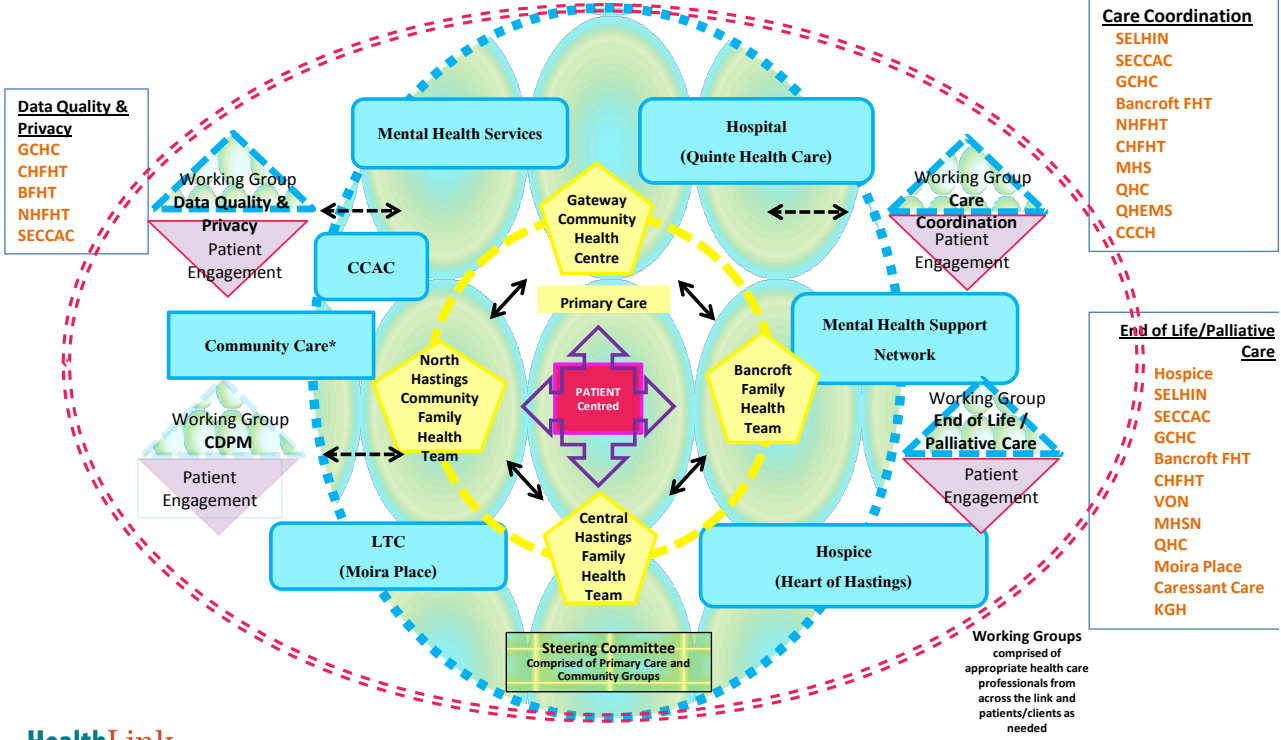 Care Coordination
SELHIN
SECCAC
GCHC
Bancroft FHT
NHFHT
CHFHT
MHS
QHC
QHEMS
CCCH
Data Quality &
Privacy
GCHC
CHFHT
BFHT
NHFHT
SECCAC
Mental Health Services
Hospital
(Quinte Health Care)
Working Group
Data Quality &
Privacy
Patient
Engagement
Working Group
Care
Coordination
Patient
Engagement
Gateway
Community
Health
Centre
CCAC
Primary Care
Community Care*
Mental Health Support
Network
North
Hastings
Community
Family
Health
Team
PATIENT
Centred
Bancroft
Family
Health
Team
End of Life/Palliative
Care
Hospice
SELHIN
SECCAC
GCHC
Bancroft FHT
CHFHT
VON
MHSN
QHC
Moira Place
Caressant Care
KGH
Working Group
CDPM
Patient
Engagement
Working Group
End of Life /
Palliative Care
Patient
Engagement
LTC
(Moira Place)
Central
Hastings
Family
Health
Team
Hospice
(Heart of Hastings)
Steering Committee
Comprised of Primary Care and
Community Groups
Working Groups
comprised of
appropriate health care
professionals from
across the link and
patients/clients as
needed
HealthLink